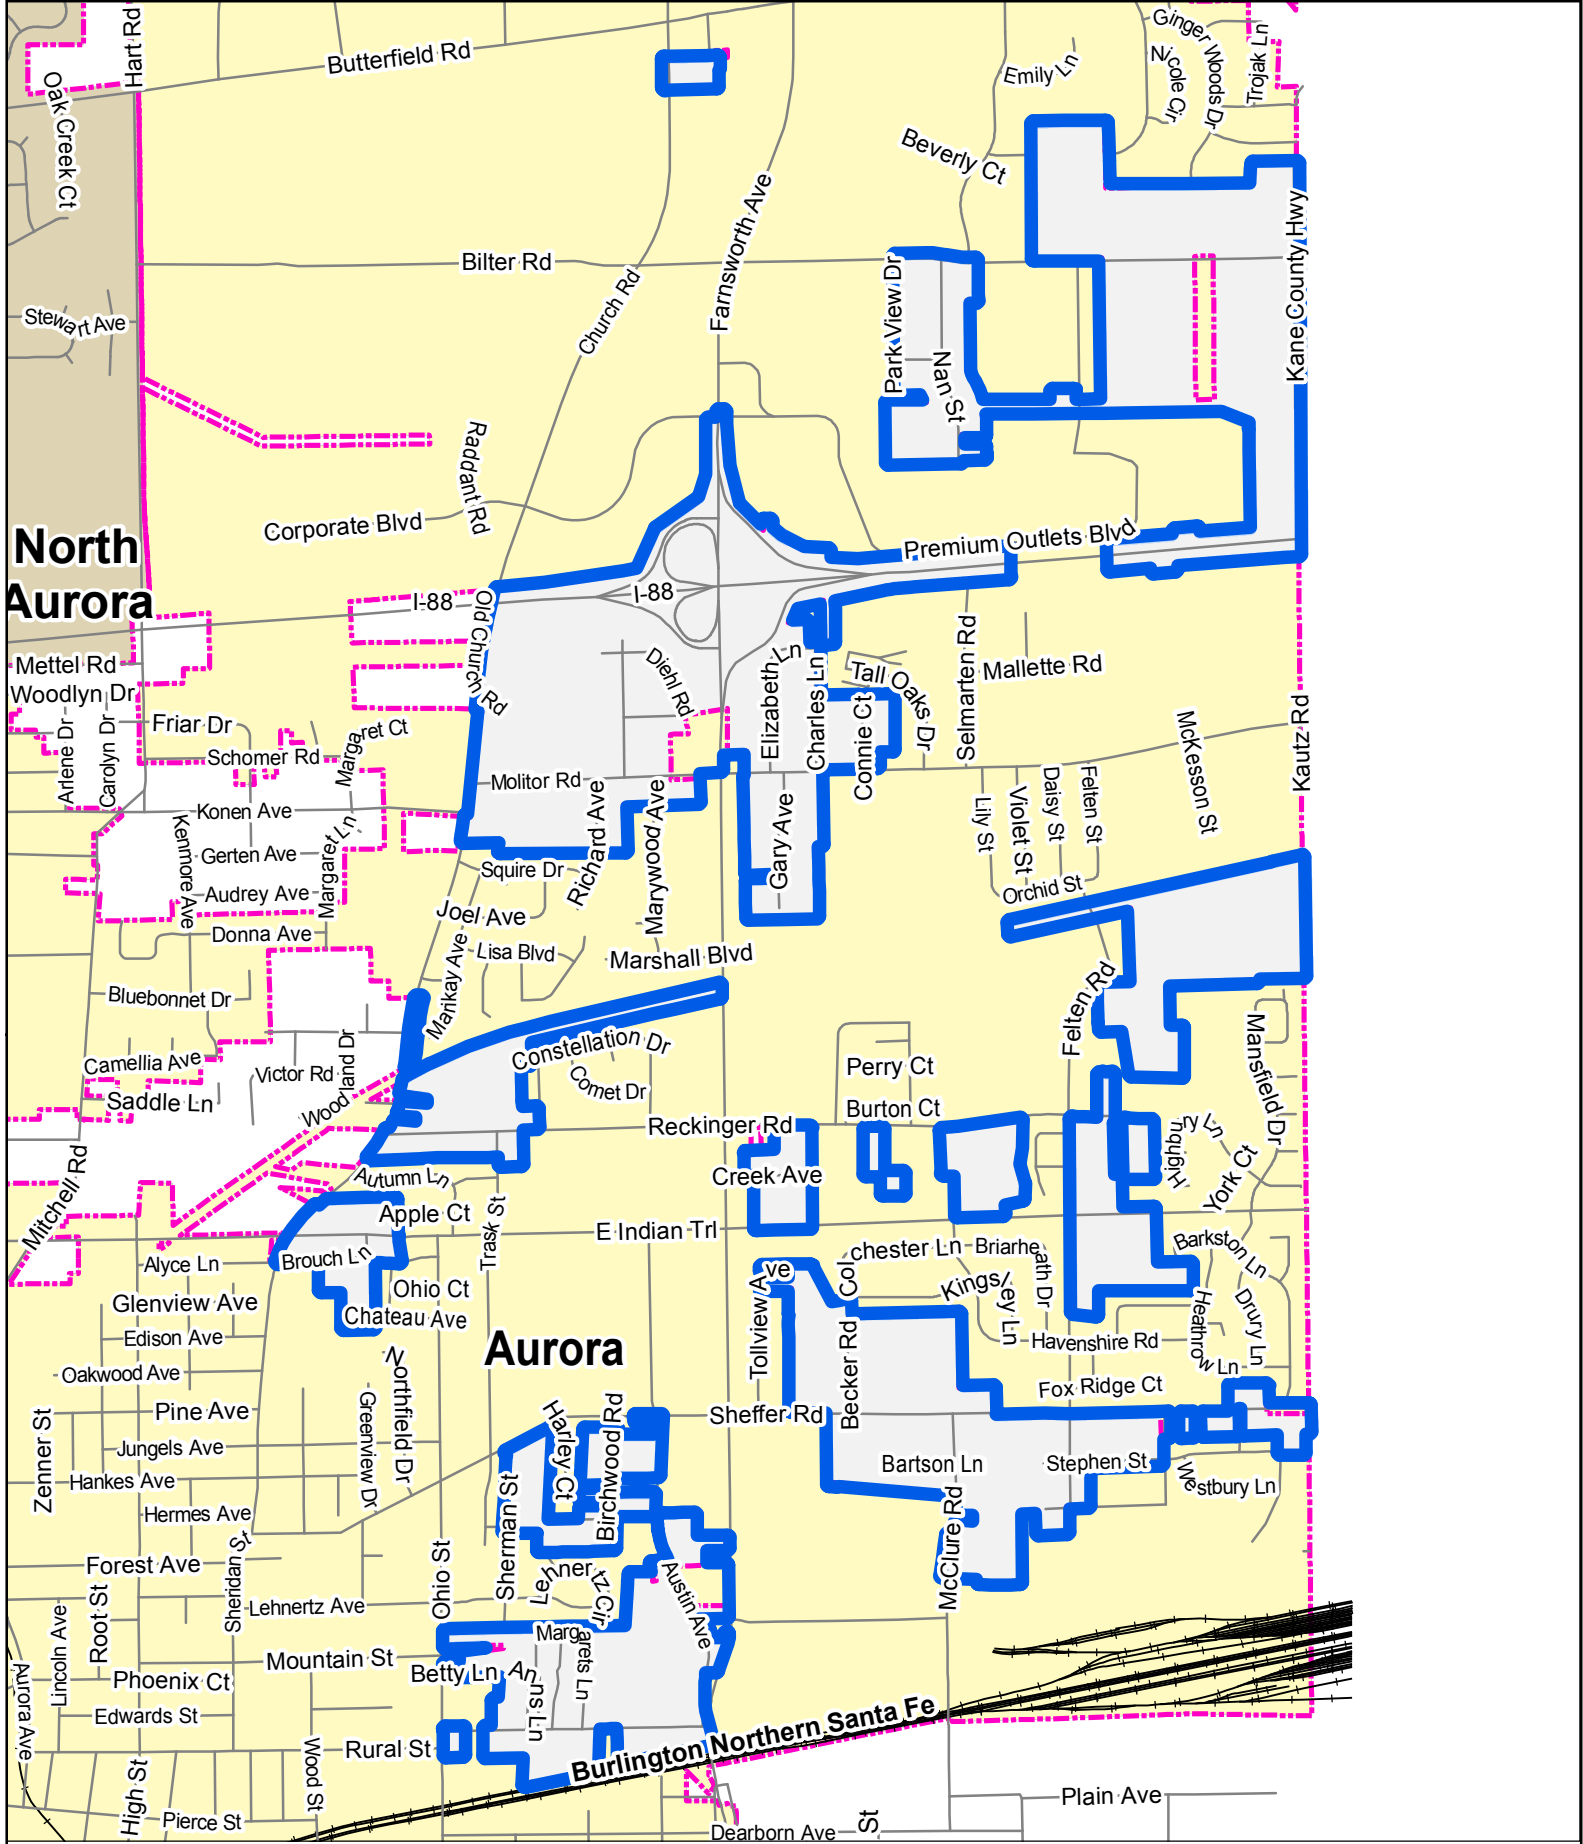 Hart Rd
Butterfield Rd
Oak Creek Ct
Emily Ln
Ginger Woods Dr
Nicole Cir
Trojak Ln
Beverly Ct
Farnsworth Ave
Kane County Hwy
Bilter Rd
Church Rd
Park View Dr
Stewart Ave
Nan St
Raddant Rd
Corporate Blvd
Premium Outlets Blvd
North
Aurora
I-88
I-88
Old Church Rd
Mettel Rd
Woodlyn Dr
Diehl Rd
Elizabeth Ln
Charles Ln
Tall Oaks Dr
Connie Ct
Selmarten Rd
Mallette Rd
Kautz Rd
McKesson St
Arlene Dr
Carolyn Dr
Friar Dr
Margaret Ct
Schomer Rd
Molitor Rd
Konen Ave
Kenmore Ave
Gerten Ave
Margaret Ln
Audrey Ave
Donna Ave
Richard Ave
Marywood Ave
Gary Ave
Lily St
Violet St
Daisy St
Felten St
Orchid St
Squire Dr
Joel Ave
Marikay Ave
Lisa Blvd
Marshall Blvd
Bluebonnet Dr
Felten Rd
Mansfield Dr
Constellation Dr
Comet Dr
Camellia Ave
Victor Rd
Woodland Dr
Saddle Ln
Perry Ct
Burton Ct
Reckinger Rd
Creek Ave
Mitchell Rd
Autumn Ln
Apple Ct
Trask St
E Indian Trl
York Ct
Barkston Ln
Alyce Ln
Brouch Ln
Ohio Ct
Chateau Ave
Glenview Ave
Edison Ave
Tollview Ave
Colchester Ln
Briarheath Dr
Kingsley Ln
Becker Rd
Havenshire Rd
Heathrow Ln
Drury Ln
Aurora
Oakwood Ave
Northfield Dr
Greenview Dr
Pine Ave
Zenner St
Jungels Ave
Hankes Ave
Hermes Ave
Fox Ridge Ct
Sheffer Rd
Harley Ct
Birchwood Rd
Sherman St
Bartson Ln
Stephen St
Westbury Ln
McClure Rd
Forest Ave
Sheridan St
Ohio St
Lehnertz Cir
Austin Ave
Lincoln Ave
Root St
Lehnertz Ave
Margarets Ln
Mountain St
Betty Ln
Anns Ln
Aurora Ave
Phoenix Ct
Edwards St
Rural St
Burlington Northern Santa Fe
High St
Wood St
Pierce St
Plain Ave
Dearborn Ave
St